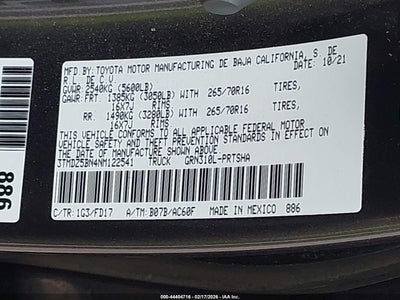 MFD.BY: TOYOTA MOTOR MANUFACTURING DE BAJA CALIFORNIA, S. DE
R.L. DE C.V. 10/21
GVWR: 2540KG (5600LB)
GAWR: FRT. 1385KG (3050LB) WITH 265/70R16 TIRES,
16X7J RIMS,
RR. 1490KG (3280LB) WITH 265/70R16 TIRES,
16X7J RIMS,
THIS VEHICLE CONFORMS TO ALL APPLICABLE FEDERAL MOTOR
VEHICLE SAFETY AND THEFT PREVENTION STANDARDS IN
EFFECT ON THE DATE OF MANUFACTURE SHOWN ABOVE.
3TMDZ5BN4NM122541 TRUCK GRN310L-PRTSHA
C/TR: 1G3/FD17 A/TM: B07B/AC60F MADE IN MEXICO 886
886
000-44404716 - 02/17/2026 - © IAA, Inc.